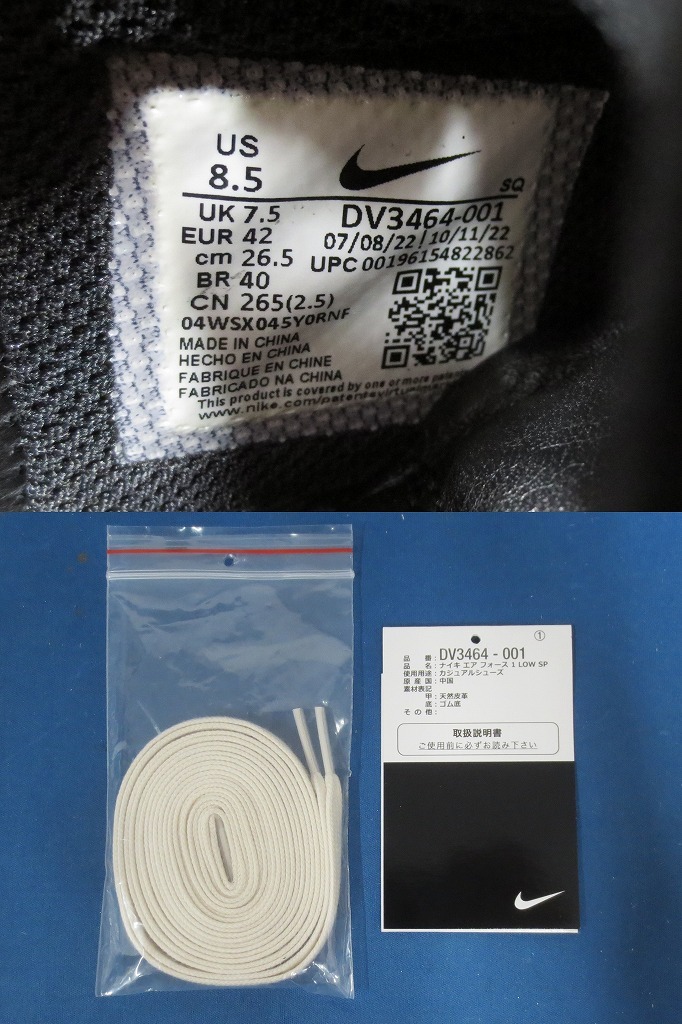 US
8.5
SQ
UK 7.5
DV3464-001
EUR 42
07/08/22/10/11/22
cm 26.5
UPC 00196154822862
BR 40
CN 265(2.5)
04WSX045Y0RNF
MADE IN CHINA
HECHO EN CHINA
FABRIQUE EN CHINE
FABRICADO NA CHINA
This product is covered by one or more
www.nike.com/
①
品 番:DV3464-001
品 名:ナイキ エア フォース 1 LOW SP
使用用途:カジュアルシューズ
原 産 国:中国
素材表記
甲:天然皮革
底:ゴム底
そ の 他:
取扱説明書
ご使用前に必ずお読み下さい